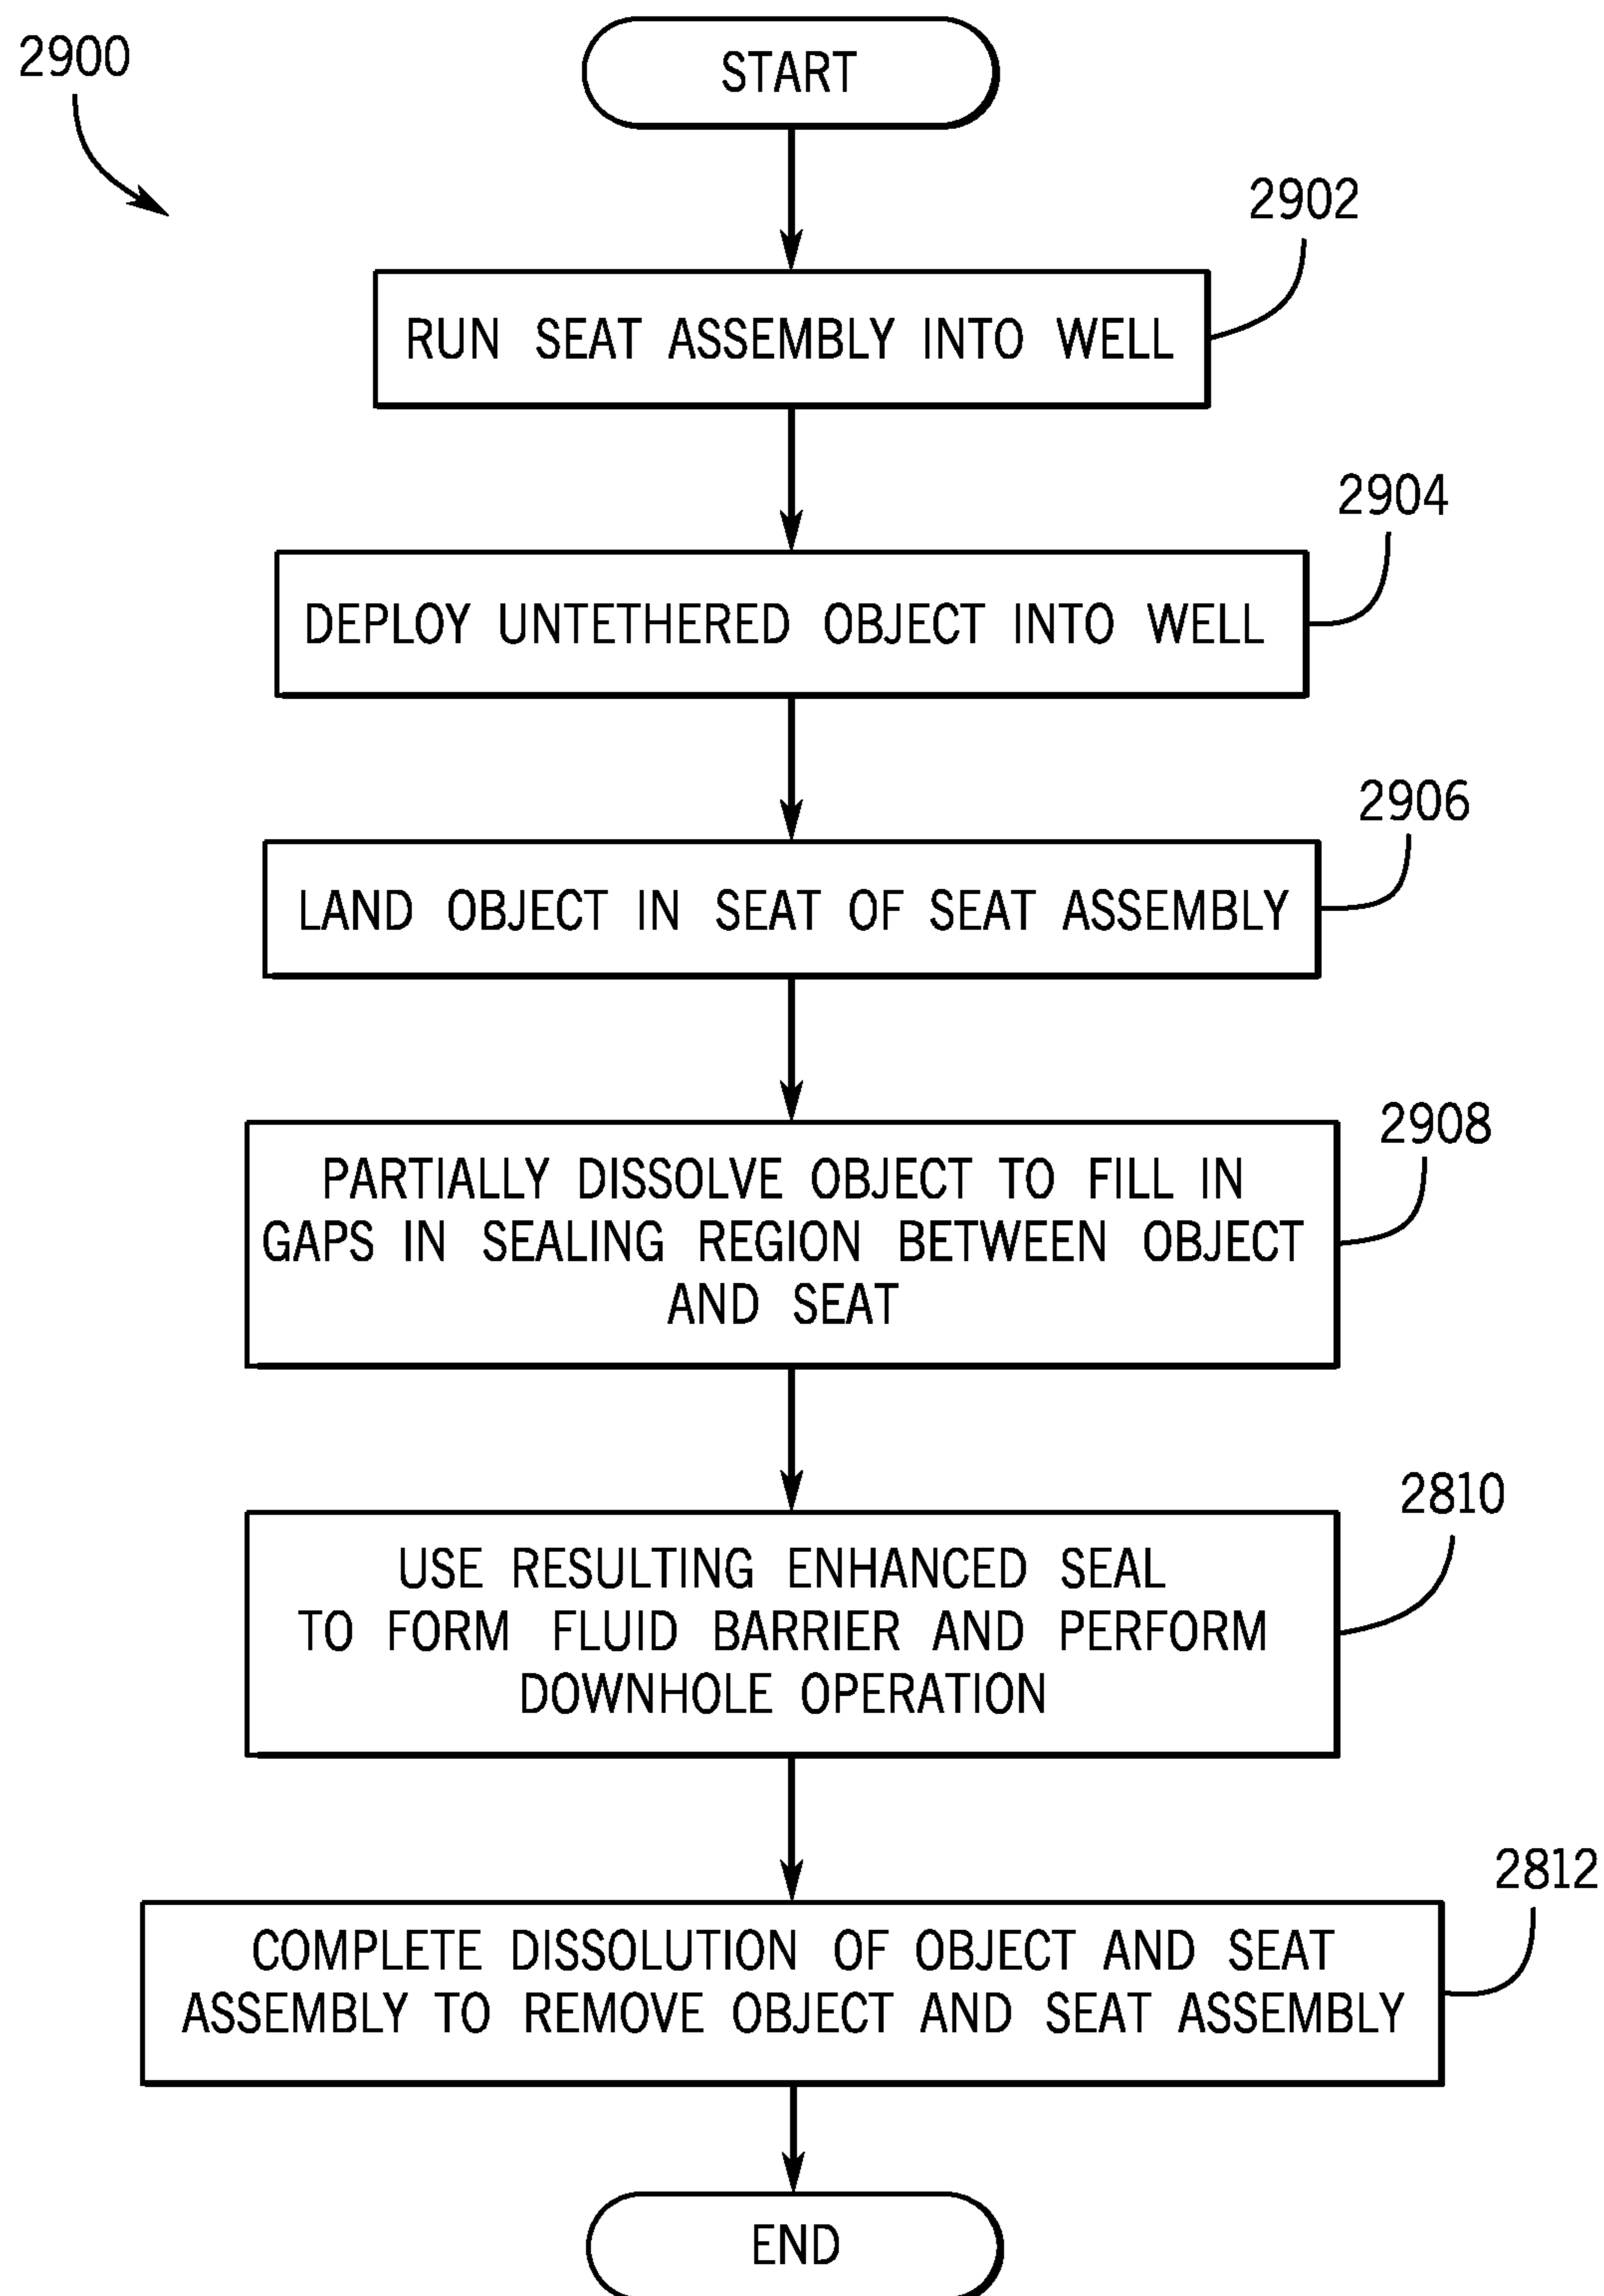 2900
START
2902
RUN SEAT ASSEMBLY INTO WELL
2904
DEPLOY UNTETHERED OBJECT INTO WELL
2906
LAND OBJECT IN SEAT OF SEAT ASSEMBLY
2908
PARTIALLY DISSOLVE OBJECT TO FILL IN
GAPS IN SEALING REGION BETWEEN OBJECT
AND SEAT
2810
USE RESULTING ENHANCED SEAL
TO FORM FLUID BARRIER AND PERFORM
DOWNHOLE OPERATION
2812
COMPLETE DISSOLUTION OF OBJECT AND SEAT
ASSEMBLY TO REMOVE OBJECT AND SEAT ASSEMBLY
END